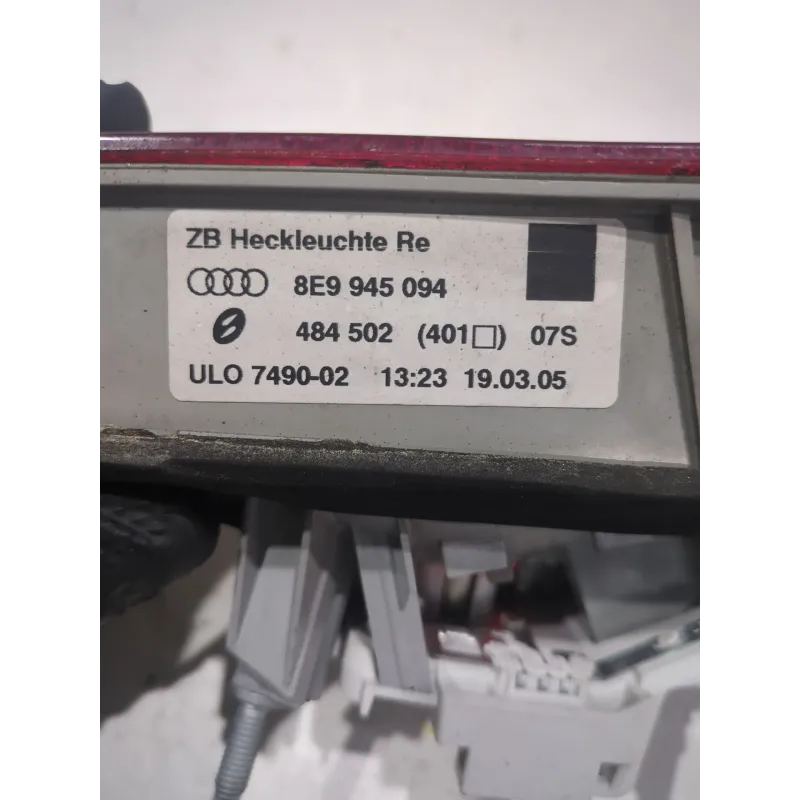 ZB Heckleuchte Re
8E9 945 094
484 502 (401□) 07S
ULO 7490-02 13:23 19.03.05